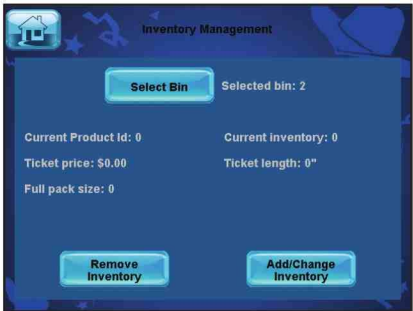 Inventory Management
Select Bin
Selected bin: 2
Current Product Id: 0
Current inventory: 0
Ticket price: $0.00
Ticket length: 0"
Full pack size: 0
Remove
Inventory
Add/Change
Inventory